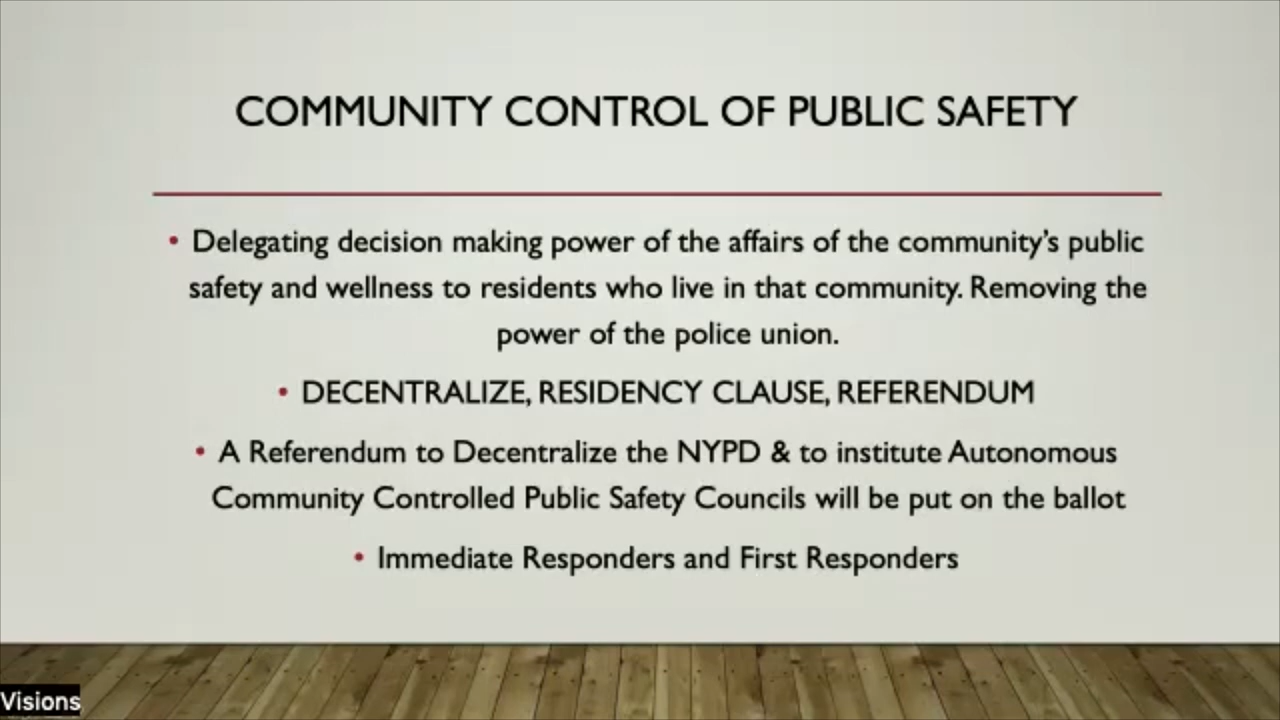 COMMUNITY CONTROL OF PUBLIC SAFETY
• Delegating decision making power of the affairs of the community’s public
safety and wellness to residents who live in that community. Removing the
power of the police union.
• DECENTRALIZE, RESIDENCY CLAUSE, REFERENDUM
• A Referendum to Decentralize the NYPD & to institute Autonomous
Community Controlled Public Safety Councils will be put on the ballot
• Immediate Responders and First Responders
Visions